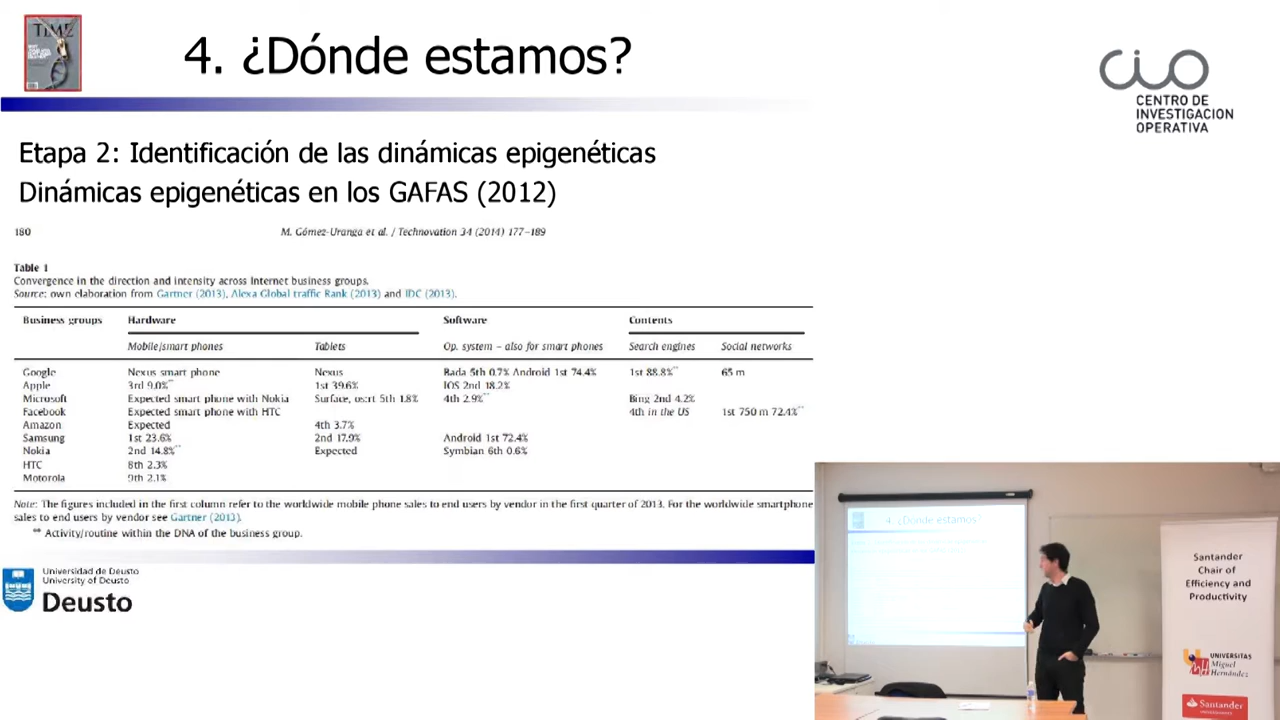 TIME
4. ¿Dónde estamos?
CIO
CENTRO DE
INVESTIGACION
OPERATIVA
Etapa 2: Identificación de las dinámicas epigenéticas
Dinámicas epigenéticas en los GAFAS (2012)
180 M. Gómez-Uranga et al. / Technovation 34 (2014) 177–189
Table 1
Convergence in the direction and intensity across Internet business groups.
Source: own elaboration from Gartner (2013), Alexa Global traffic Rank (2013) and IDC (2013).
Business groups Hardware Software Contents
Mobile/smart phones Tablets Op. system – also for smart phones Search engines Social networks
Google Nexus smart phone Nexus Bada 5th 0.7% Android 1st 74.4% 1st 88.8%** 65 m
Apple 3rd 9.0%** 1st 39.6% IOS 2nd 18.2%
Microsoft Expected smart phone with Nokia Surface, 5th 1.8% 4th 2.9%** Bing 2nd 4.2%
Facebook Expected smart phone with HTC 4th in the US 1st 750 m 72.4%**
Amazon Expected 4th 3.7%
Samsung 1st 23.6% 2nd 17.9% Android 1st 72.4%
Nokia 2nd 14.8%** Expected Symbian 6th 0.6%
HTC 8th 2.3%
Motorola 9th 2.1%
Note: The figures included in the first column refer to the worldwide mobile phone sales to end users by vendor in the first quarter of 2013. For the worldwide smartphone
sales to end users by vendor see Gartner (2013).
** Activity/routine within the DNA of the business group.
Universidad de Deusto
University of Deusto
Deusto
4. ¿Dónde estamos?
Santander
Chair of
Efficiency and
Productivity
UNIVERSITAS
Miguel
Hernández
Santander